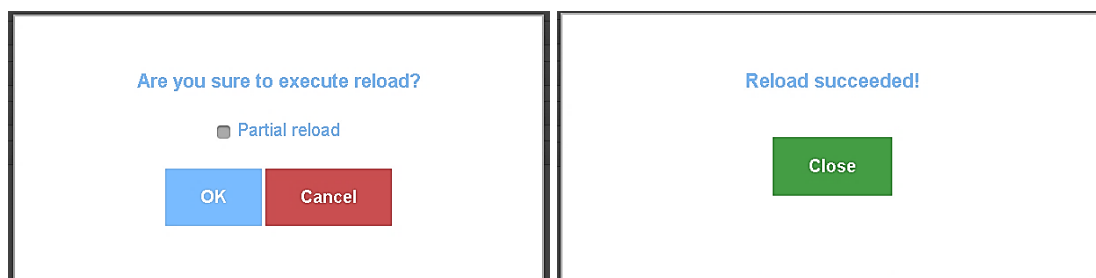 Are you sure to execute reload?
Partial reload
OK Cancel
Reload succeeded!
Close